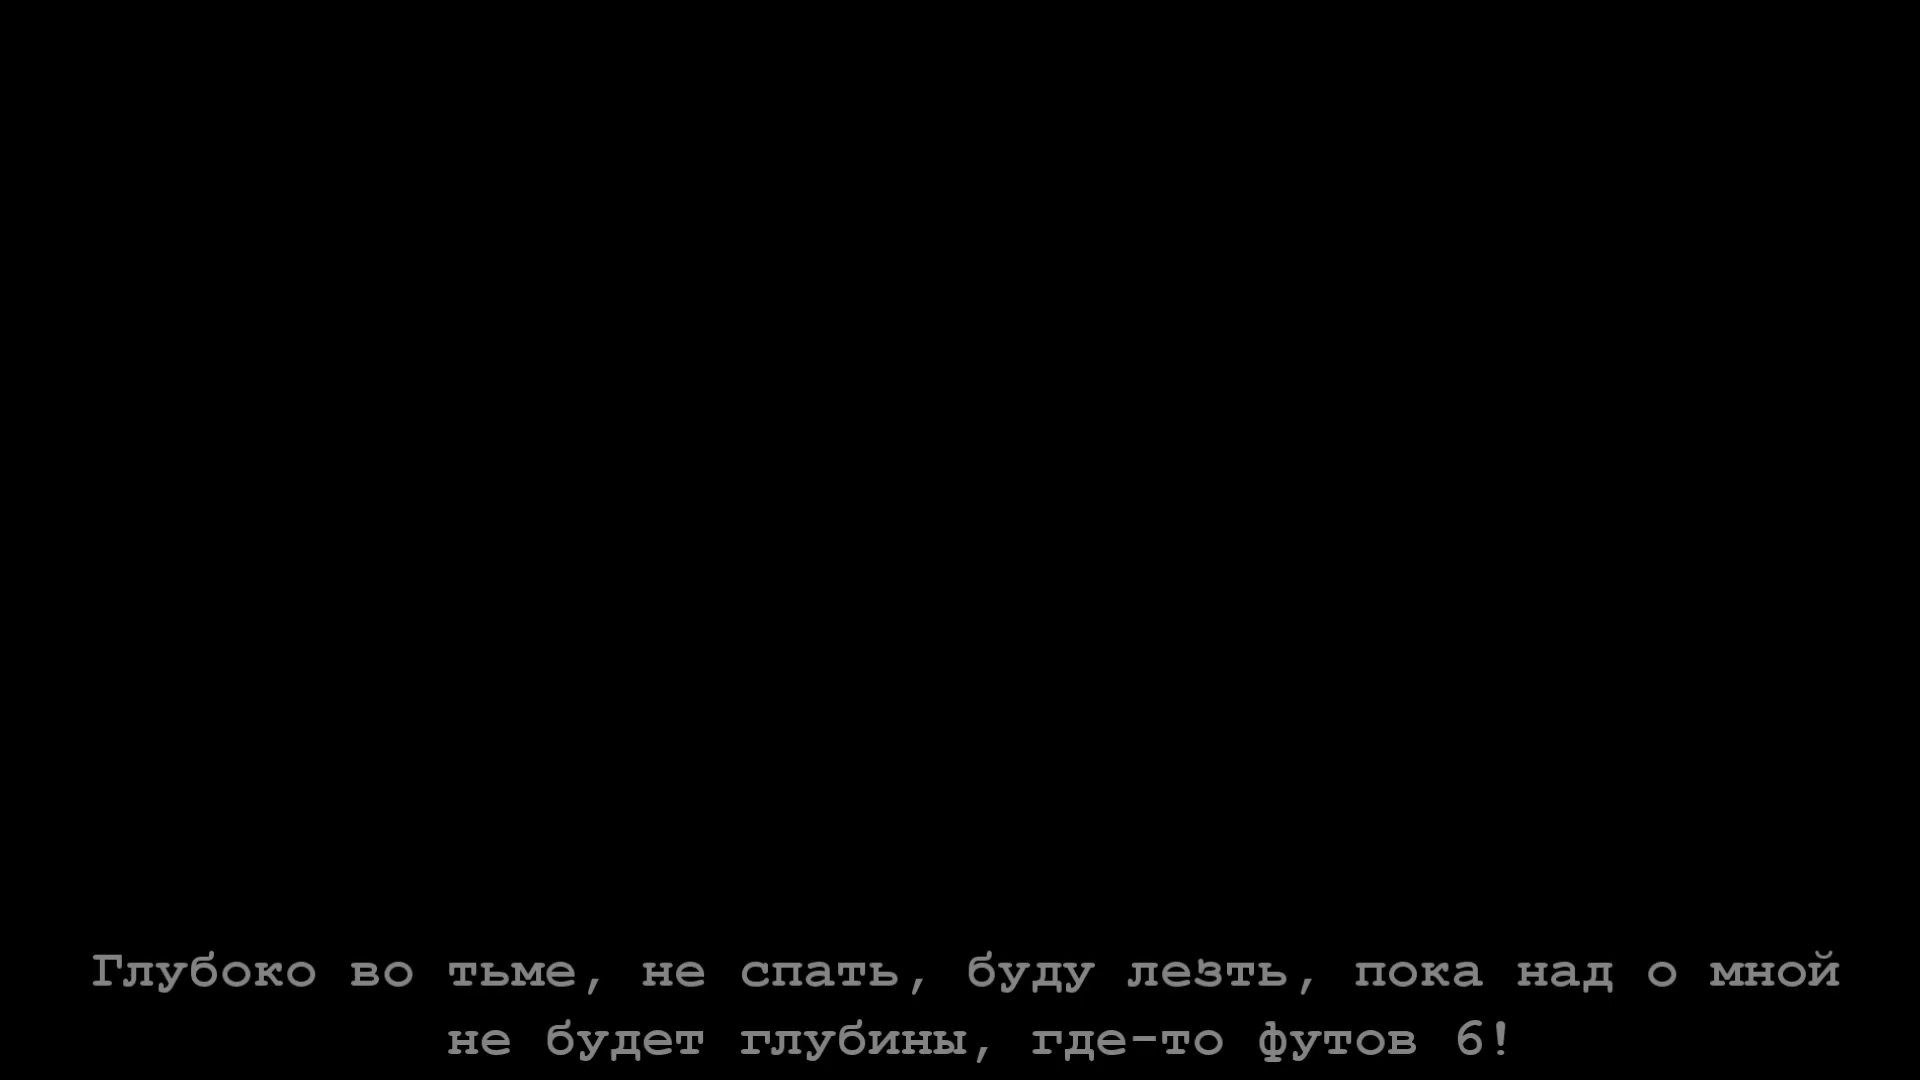 Глубоко во тьме, не спать, буду лезть, пока над о мной
не будет глубины, где-то футов 6!